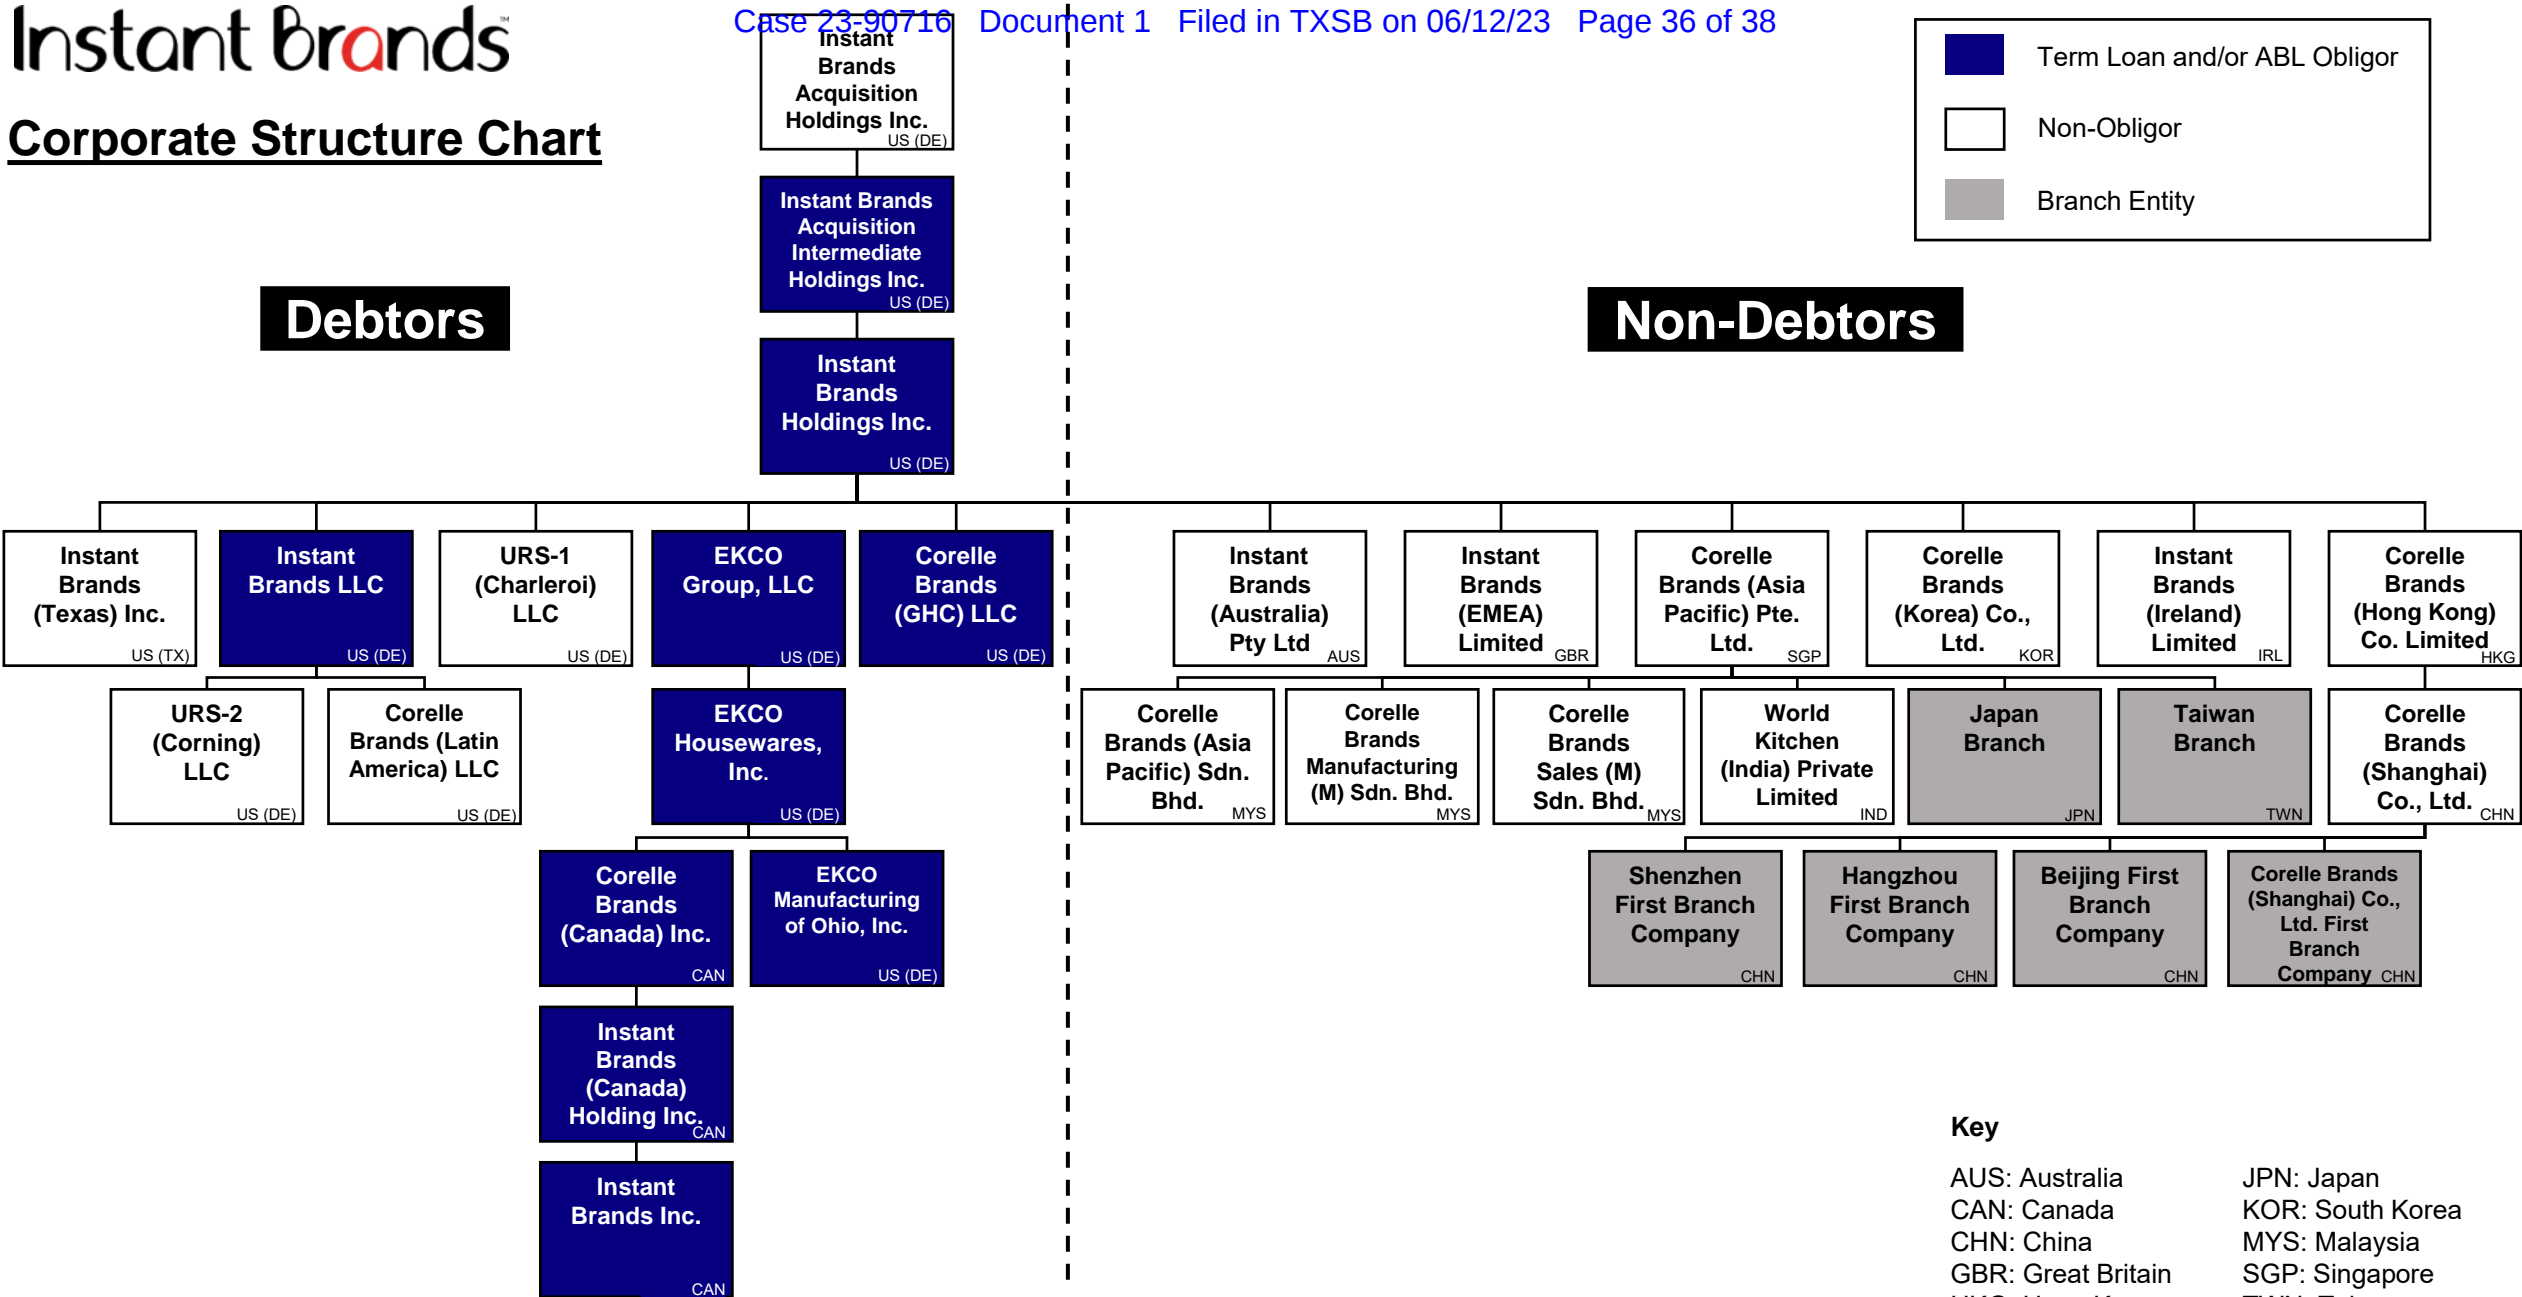 Instant Brands™
Case 23-90716 Document 1 Filed in TXSB on 06/12/23 Page 36 of 38
Corporate Structure Chart
Term Loan and/or ABL Obligor
Non-Obligor
Branch Entity
Debtors
Non-Debtors
Instant
Brands
Acquisition
Holdings Inc.
US (DE)
Instant Brands
Acquisition
Intermediate
Holdings Inc.
US (DE)
Instant
Brands
Holdings Inc.
US (DE)
Instant
Brands
(Texas) Inc.
US (TX)
Instant
Brands LLC
US (DE)
URS-1
(Charleroi)
LLC
US (DE)
EKCO
Group, LLC
US (DE)
Corelle
Brands
(GHC) LLC
US (DE)
Instant
Brands
(Australia)
Pty Ltd
AUS
Instant
Brands
(EMEA)
Limited
GBR
Corelle
Brands (Asia
Pacific) Pte.
Ltd.
SGP
Corelle
Brands
(Korea) Co.,
Ltd.
KOR
Instant
Brands
(Ireland)
Limited
IRL
Corelle
Brands
(Hong Kong)
Co. Limited
HKG
URS-2
(Corning)
LLC
US (DE)
Corelle
Brands (Latin
America) LLC
US (DE)
EKCO
Housewares,
Inc.
US (DE)
Corelle
Brands (Asia
Pacific) Sdn.
Bhd.
MYS
Corelle
Brands
Manufacturing
(M) Sdn. Bhd.
MYS
Corelle
Brands
Sales (M)
Sdn. Bhd.
MYS
World
Kitchen
(India) Private
Limited
IND
Japan
Branch
JPN
Taiwan
Branch
TWN
Corelle
Brands
(Shanghai)
Co., Ltd.
CHN
Corelle
Brands
(Canada) Inc.
CAN
EKCO
Manufacturing
of Ohio, Inc.
US (DE)
Shenzhen
First Branch
Company
CHN
Hangzhou
First Branch
Company
CHN
Beijing First
Branch
Company
CHN
Corelle Brands
(Shanghai) Co.,
Ltd. First
Branch
Company
CHN
Instant
Brands
(Canada)
Holding Inc.
CAN
Instant
Brands Inc.
CAN
Key
AUS: Australia
CAN: Canada
CHN: China
GBR: Great Britain
JPN: Japan
KOR: South Korea
MYS: Malaysia
SGP: Singapore